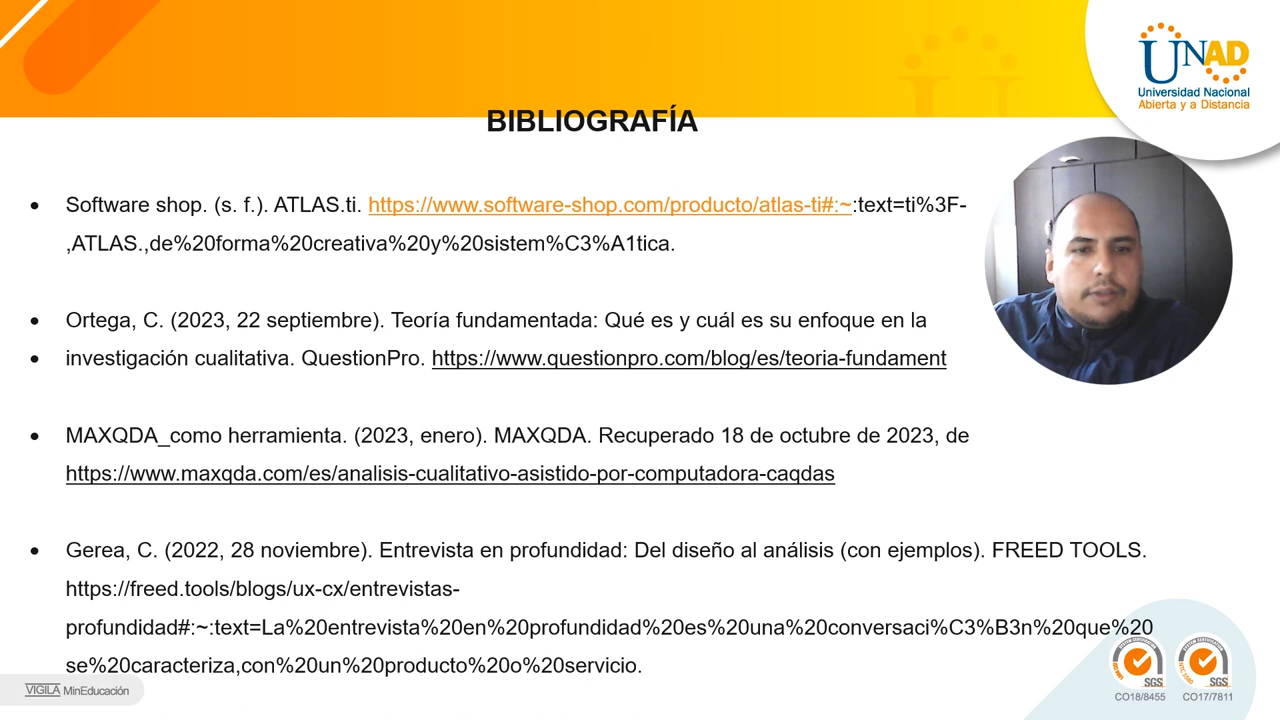 UNAD
Universidad Nacional
Abierta y a Distancia
BIBLIOGRAFÍA
• Software shop. (s. f.). ATLAS.ti. https://www.software-shop.com/producto/atlas-ti#:~:text=ti%3F-
,ATLAS.,de%20forma%20creativa%20y%20sistem%C3%A1tica.
• Ortega, C. (2023, 22 septiembre). Teoría fundamentada: Qué es y cuál es su enfoque en la
• investigación cualitativa. QuestionPro. https://www.questionpro.com/blog/es/teoria-fundament
• MAXQDA_como herramienta. (2023, enero). MAXQDA. Recuperado 18 de octubre de 2023, de
https://www.maxqda.com/es/analisis-cualitativo-asistido-por-computadora-caqdas
• Gerea, C. (2022, 28 noviembre). Entrevista en profundidad: Del diseño al análisis (con ejemplos). FREED TOOLS.
https://freed.tools/blogs/ux-cx/entrevistas-
profundidad#:~:text=La%20entrevista%20en%20profundidad%20es%20una%20conversaci%C3%B3n%20que%20
se%20caracteriza,con%20un%20producto%20o%20servicio.
VIGILA MinEducación
SGS SGS
CO18/8455 CO17/7811